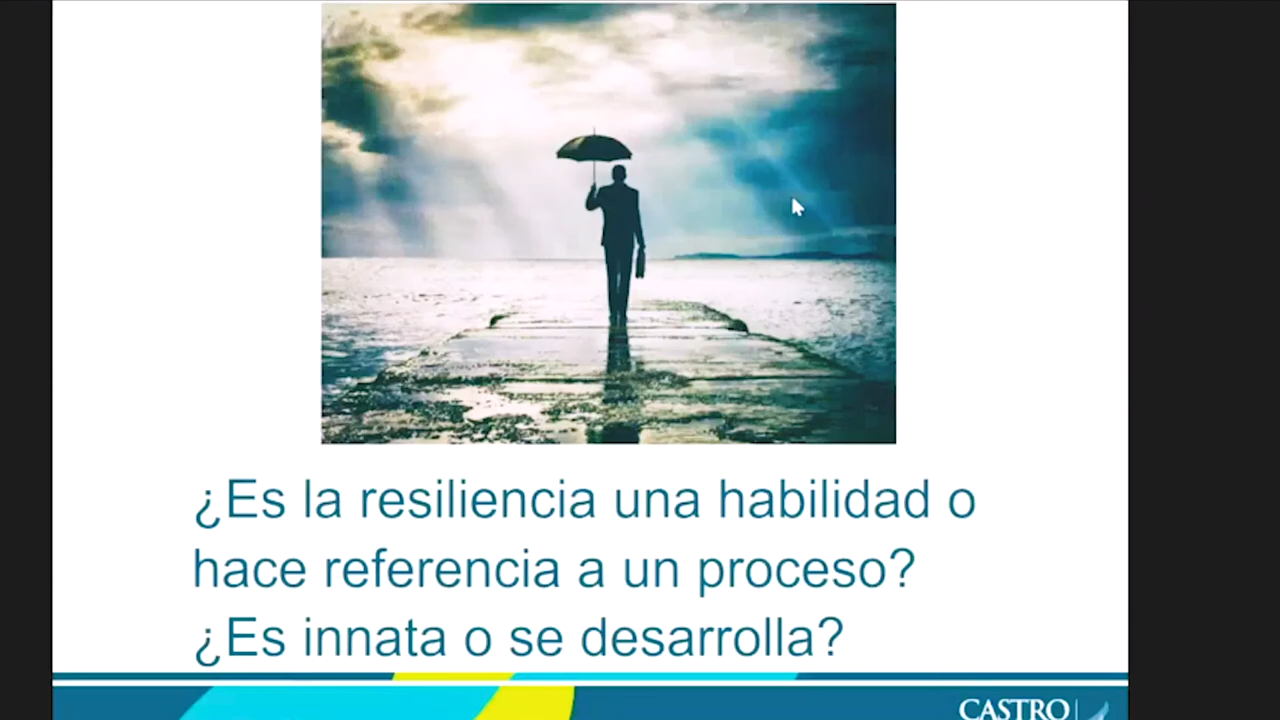 ¿Es la resiliencia una habilidad o
hace referencia a un proceso?
¿Es innata o se desarrolla?
CASTRO